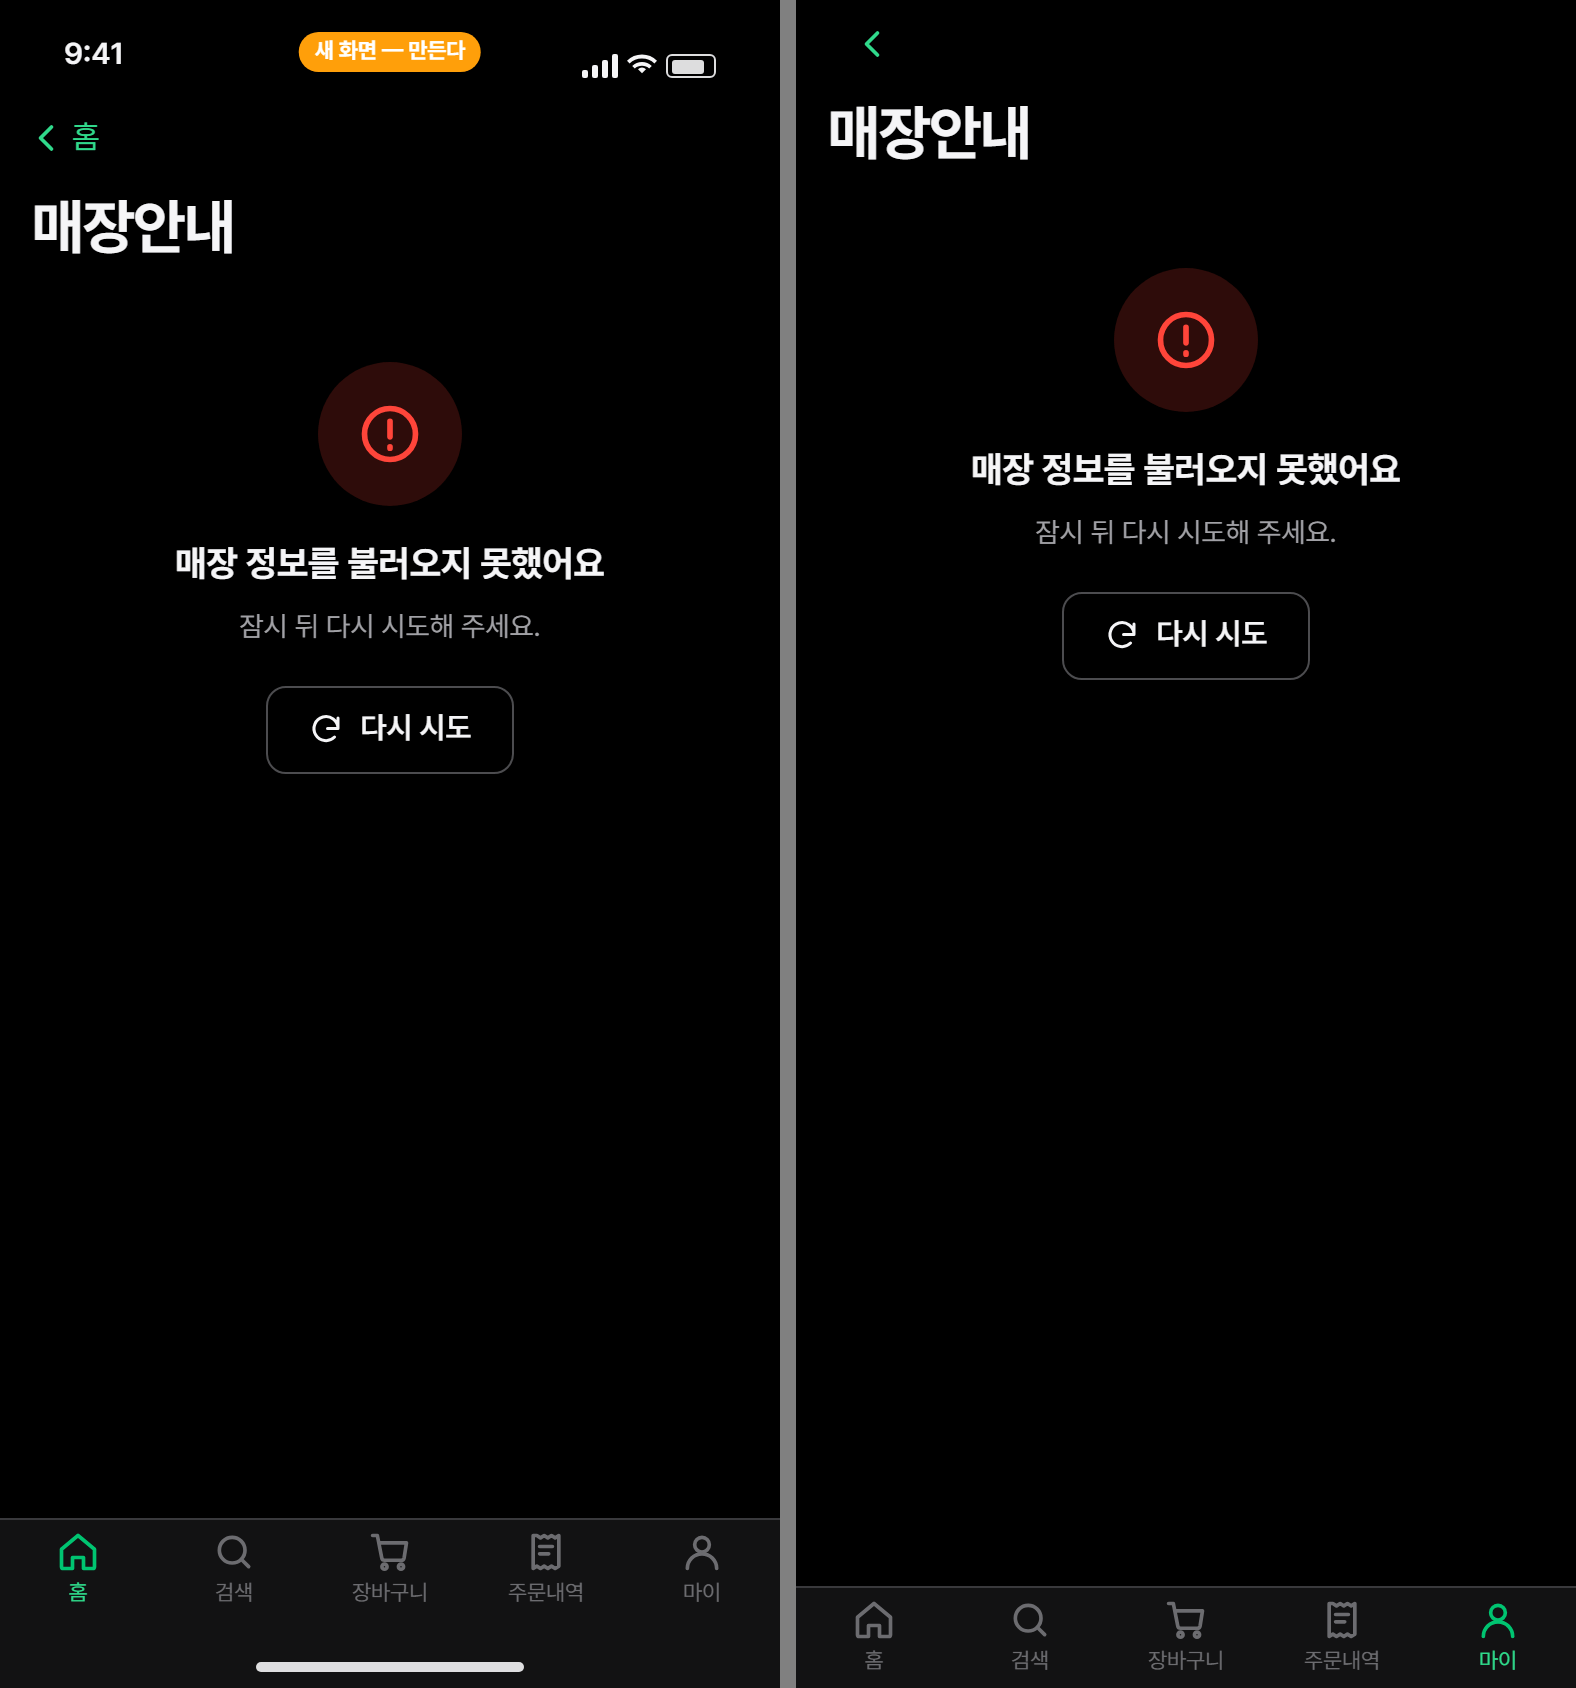 9:41
새 화면 — 만든다
홈
매장안내
매장 정보를 불러오지 못했어요
잠시 뒤 다시 시도해 주세요.
다시 시도
홈
검색
장바구니
주문내역
마이
매장안내
매장 정보를 불러오지 못했어요
잠시 뒤 다시 시도해 주세요.
다시 시도
홈
검색
장바구니
주문내역
마이